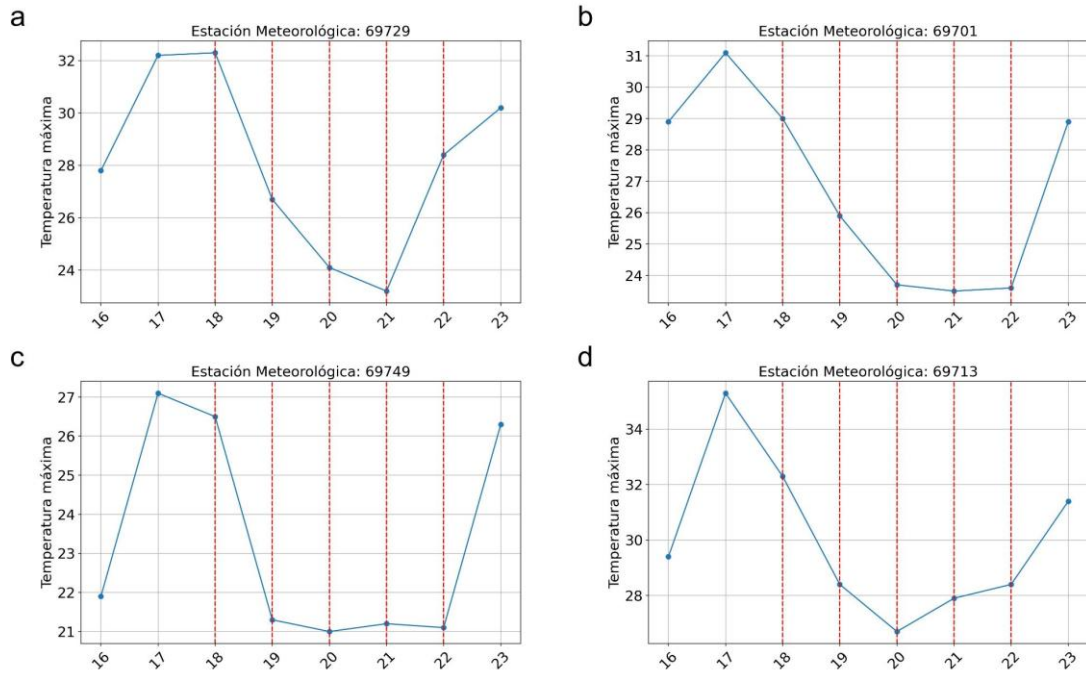 a
Estación Meteorológica: 69729
Temperatura máxima
32
30
28
26
24
16 17 18 19 20 21 22 23
b
Estación Meteorológica: 69701
Temperatura máxima
31
30
29
28
27
26
25
24
16 17 18 19 20 21 22 23
c
Estación Meteorológica: 69749
Temperatura máxima
27
26
25
24
23
22
21
16 17 18 19 20 21 22 23
d
Estación Meteorológica: 69713
Temperatura máxima
34
32
30
28
16 17 18 19 20 21 22 23